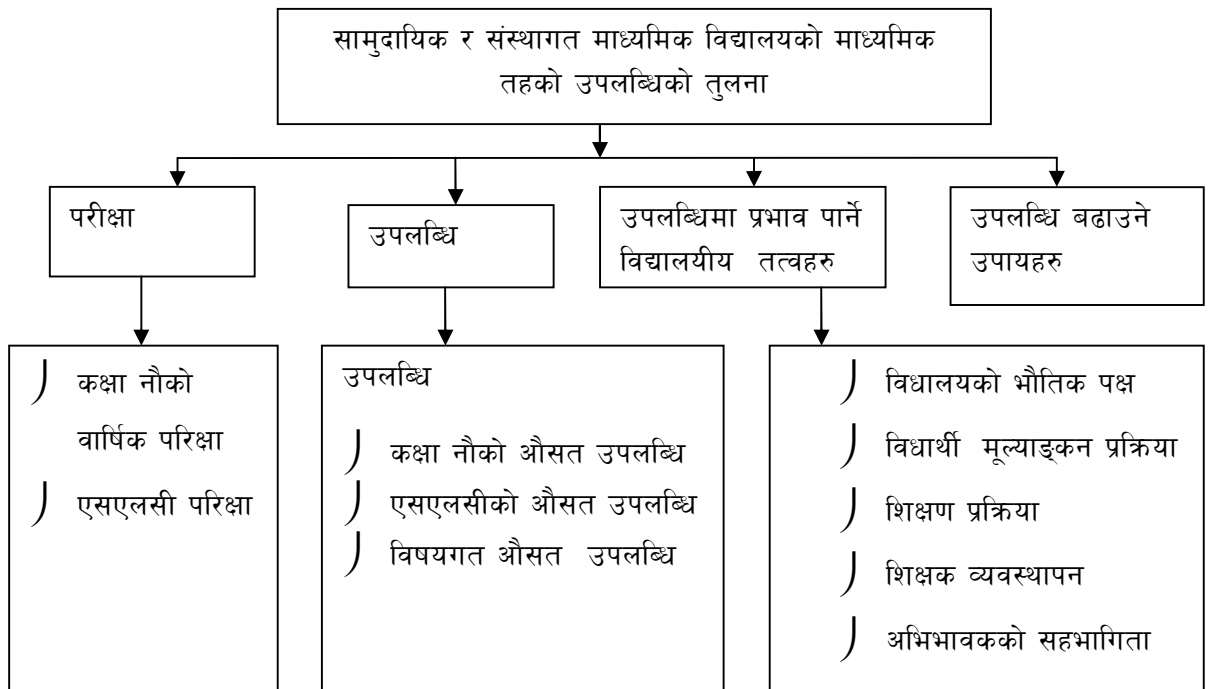 सामुदायिक र संस्थागत माध्यमिक विद्यालयको माध्यमिक
तहको उपलब्धिको तुलना
परीक्षा
उपलब्धि
उपलब्धिमा प्रभाव पार्ने
विद्यालयीय तत्वहरु
उपलब्धि बढाउने
उपायहरु
कक्षा नौको
वार्षिक परिक्षा
एसएलसी परिक्षा
उपलब्धि
कक्षा नौको औसत उपलब्धि
एसएलसीको औसत उपलब्धि
विषयगत औसत उपलब्धि
विधालयको भौतिक पक्ष
विधार्थी मूल्याङ्कन प्रक्रिया
शिक्षण प्रक्रिया
शिक्षक व्यवस्थापन
अभिभावकको सहभागिता